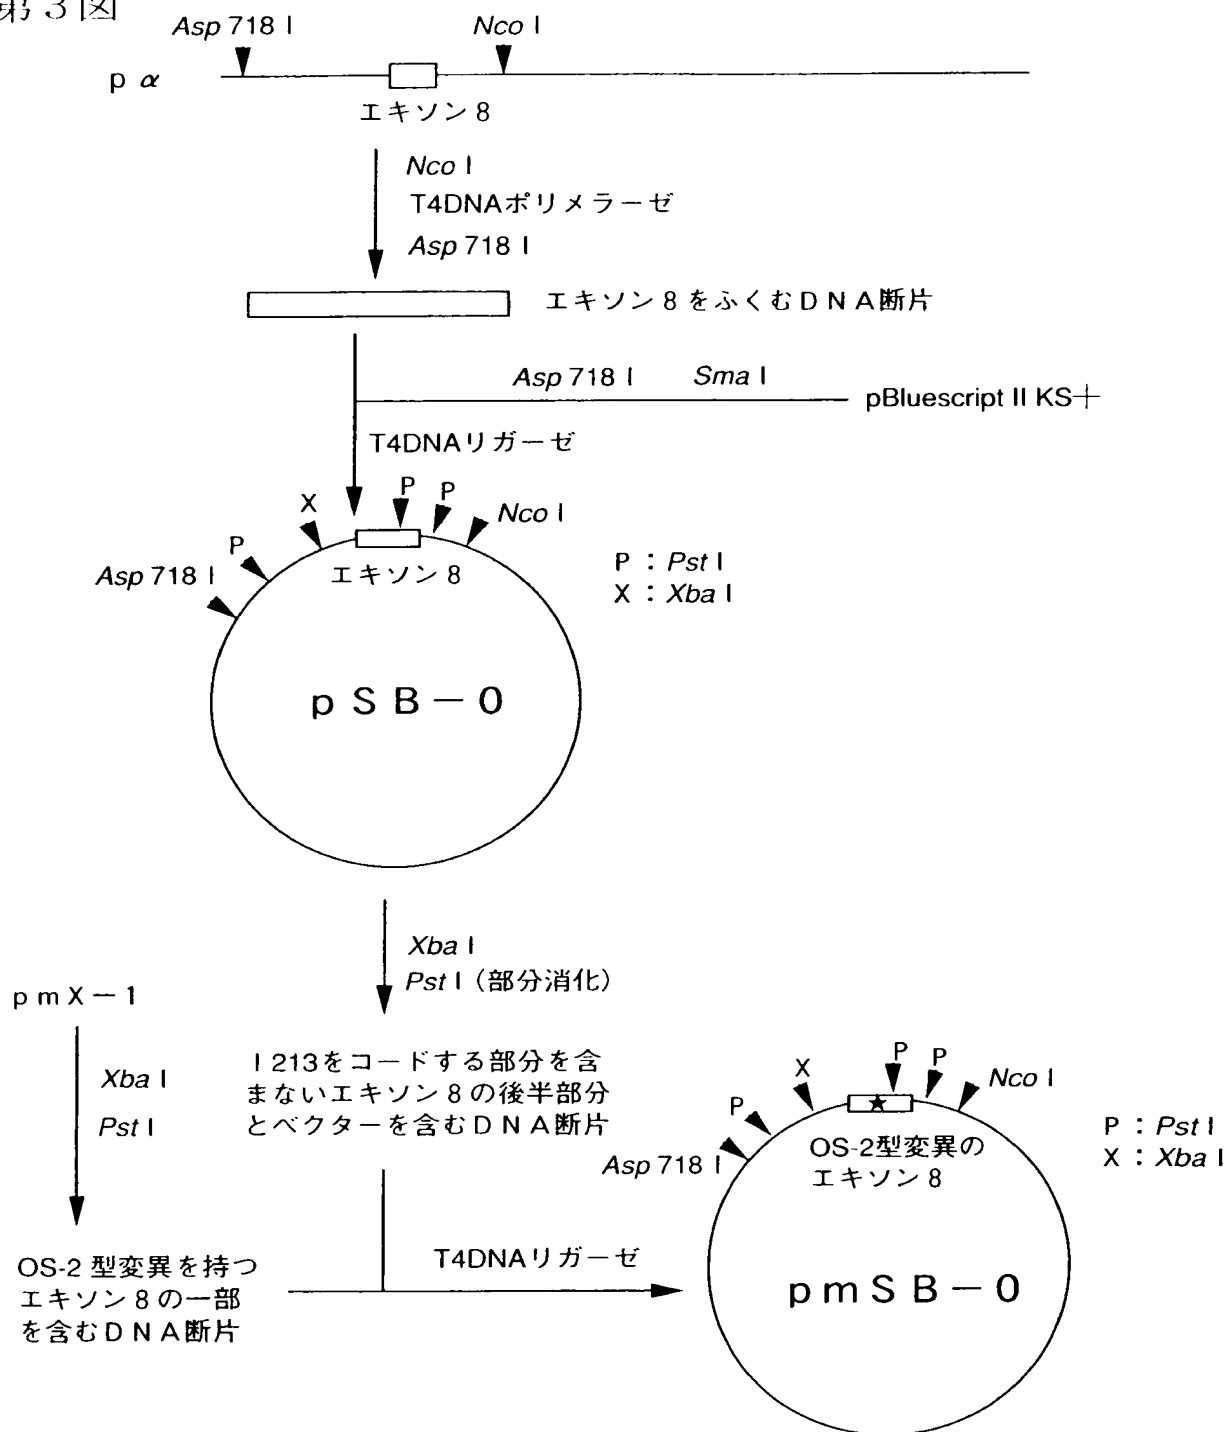 第3図
Asp 718 I
Nco I
p α
エキソン8
Nco I
T4DNAポリメラーゼ
Asp 718 I
エキソン8をふくむDNA断片
Asp 718 I Sma I
pBluescript II KS+
T4DNAリガーゼ
Asp 718 I
P
X
P
P
Nco I
エキソン8
P : Pst I
X : Xba I
pSB-0
Xba I
Pst I (部分消化)
pmX-1
Xba I
Pst I
I213をコードする部分を含
まないエキソン8の後半部分
とベクターを含むDNA断片
OS-2型変異を持つ
エキソン8の一部
を含むDNA断片
T4DNAリガーゼ
Asp 718 I
P
X
P
P
Nco I
OS-2型変異の
エキソン8
P : Pst I
X : Xba I
pmSB-0